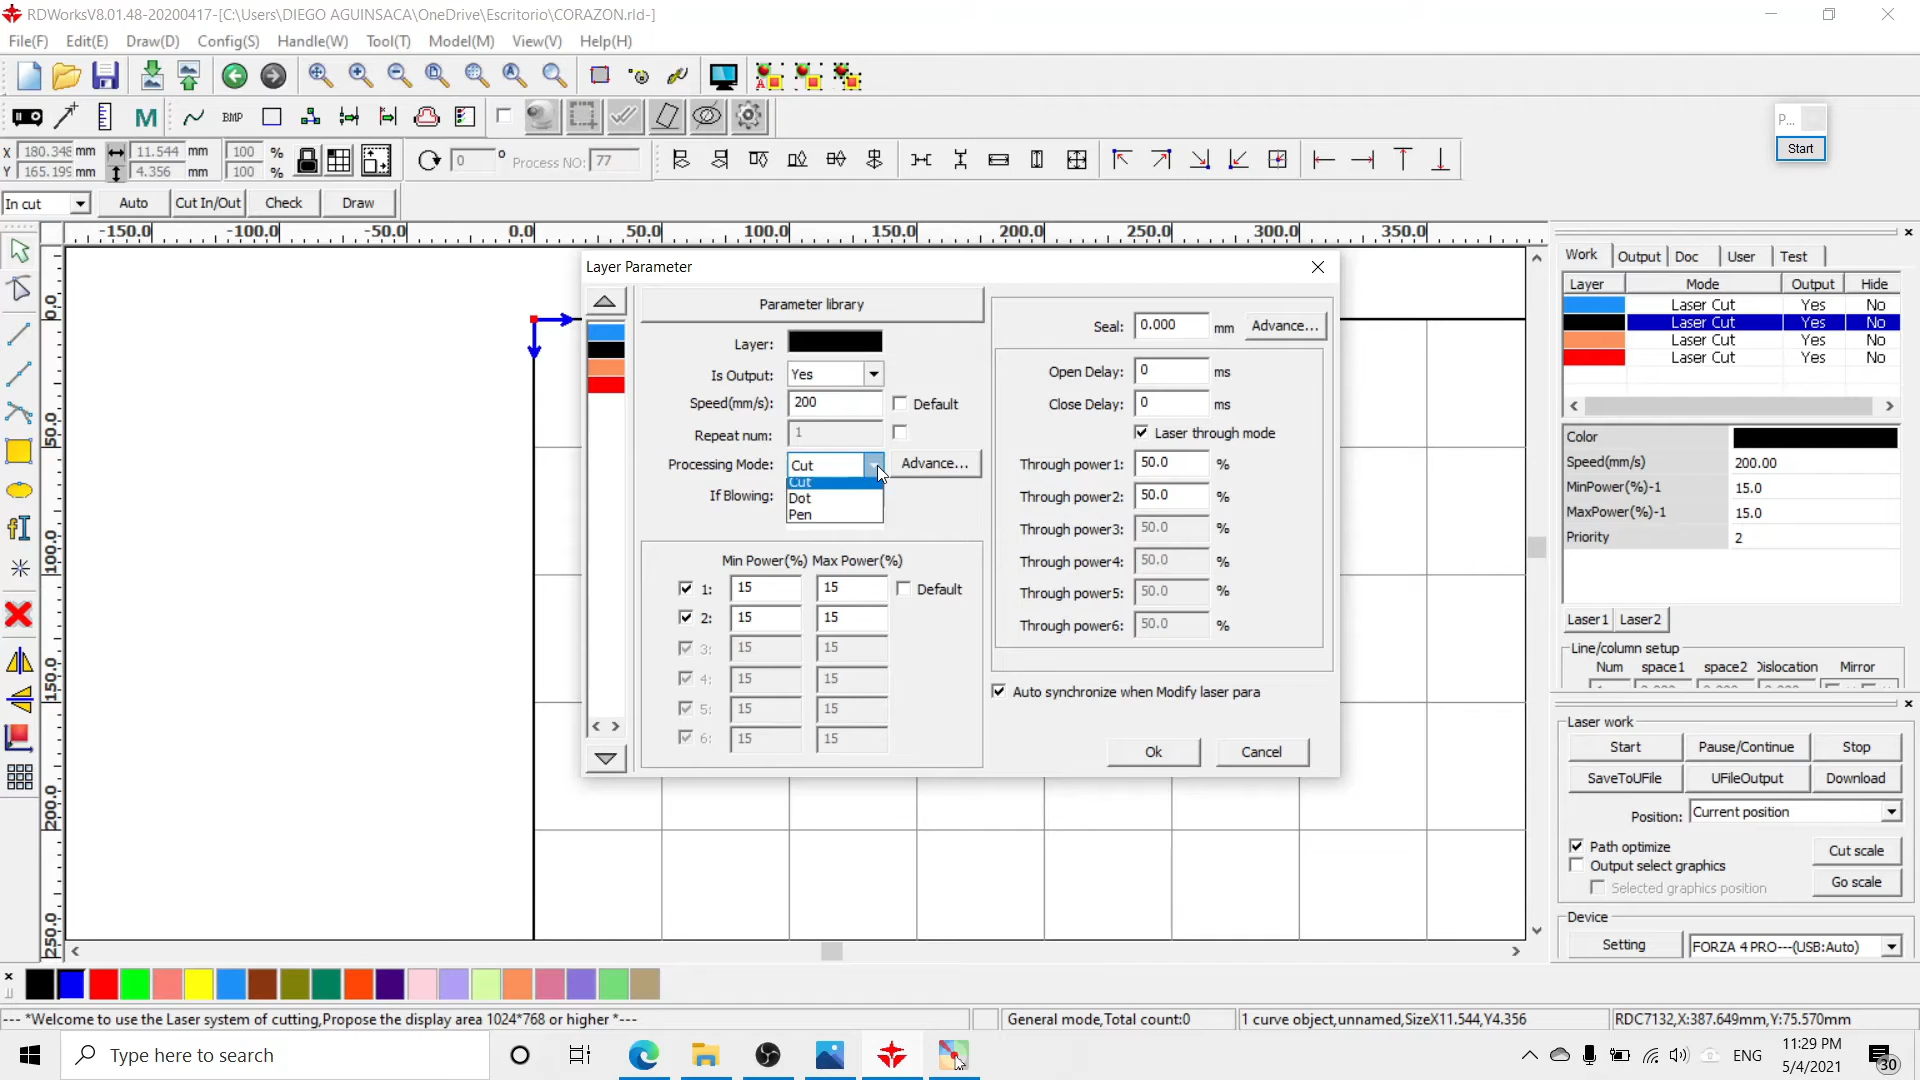 RDWorksV8.01.48-20200417-[C:\Users\DIEGO AGUINSACA\OneDrive\Escritorio\CORAZON.rld-]
File(F) Edit(E) Draw(D) Config(S) Handle(W) Tool(T) Model(M) View(V) Help(H)
M BMP
P...
Start
X 180.348 mm 11.544 mm 100 %
Y 165.199 mm 4.356 mm 100 %
0 ° Process NO: 77
In cut Auto Cut In/Out Check Draw
-150.0 -100.0 -50.0 0.0 50.0 100.0 150.0 200.0 250.0 300.0 350.0
0.0
50.0
100.0
150.0
200.0
250.0
Layer Parameter
Parameter library
Layer:
Is Output: Yes
Speed(mm/s): 200 Default
Repeat num: 1
Processing Mode: Cut Advance...
Cut
If Blowing:
Dot
Pen
Min Power(%) Max Power(%)
1: 15 15 Default
2: 15 15
3: 15 15
4: 15 15
5: 15 15
6: 15 15
Seal: 0.000 mm Advance...
Open Delay: 0 ms
Close Delay: 0 ms
Laser through mode
Through power1: 50.0 %
Through power2: 50.0 %
Through power3: 50.0 %
Through power4: 50.0 %
Through power5: 50.0 %
Through power6: 50.0 %
Auto synchronize when Modify laser para
Ok Cancel
Work Output Doc User Test
Layer Mode Output Hide
Laser Cut Yes No
Laser Cut Yes No
Laser Cut Yes No
Laser Cut Yes No
Color
Speed(mm/s) 200.00
MinPower(%)-1 15.0
MaxPower(%)-1 15.0
Priority 2
Laser1 Laser2
Line/column setup
Num space1 space2 Dislocation Mirror
Laser work
Start Pause/Continue Stop
SaveToUFile UFileOutput Download
Position: Current position
Path optimize Cut scale
Output select graphics
Selected graphics position Go scale
Device
Setting FORZA 4 PRO---(USB:Auto)
--- *Welcome to use the Laser system of cutting,Propose the display area 1024*768 or higher *---
General mode,Total count:0
1 curve object,unnamed,SizeX11.544,Y4.356
RDC7132,X:387.649mm,Y:75.570mm
Type here to search
ENG
11:29 PM
5/4/2021
30